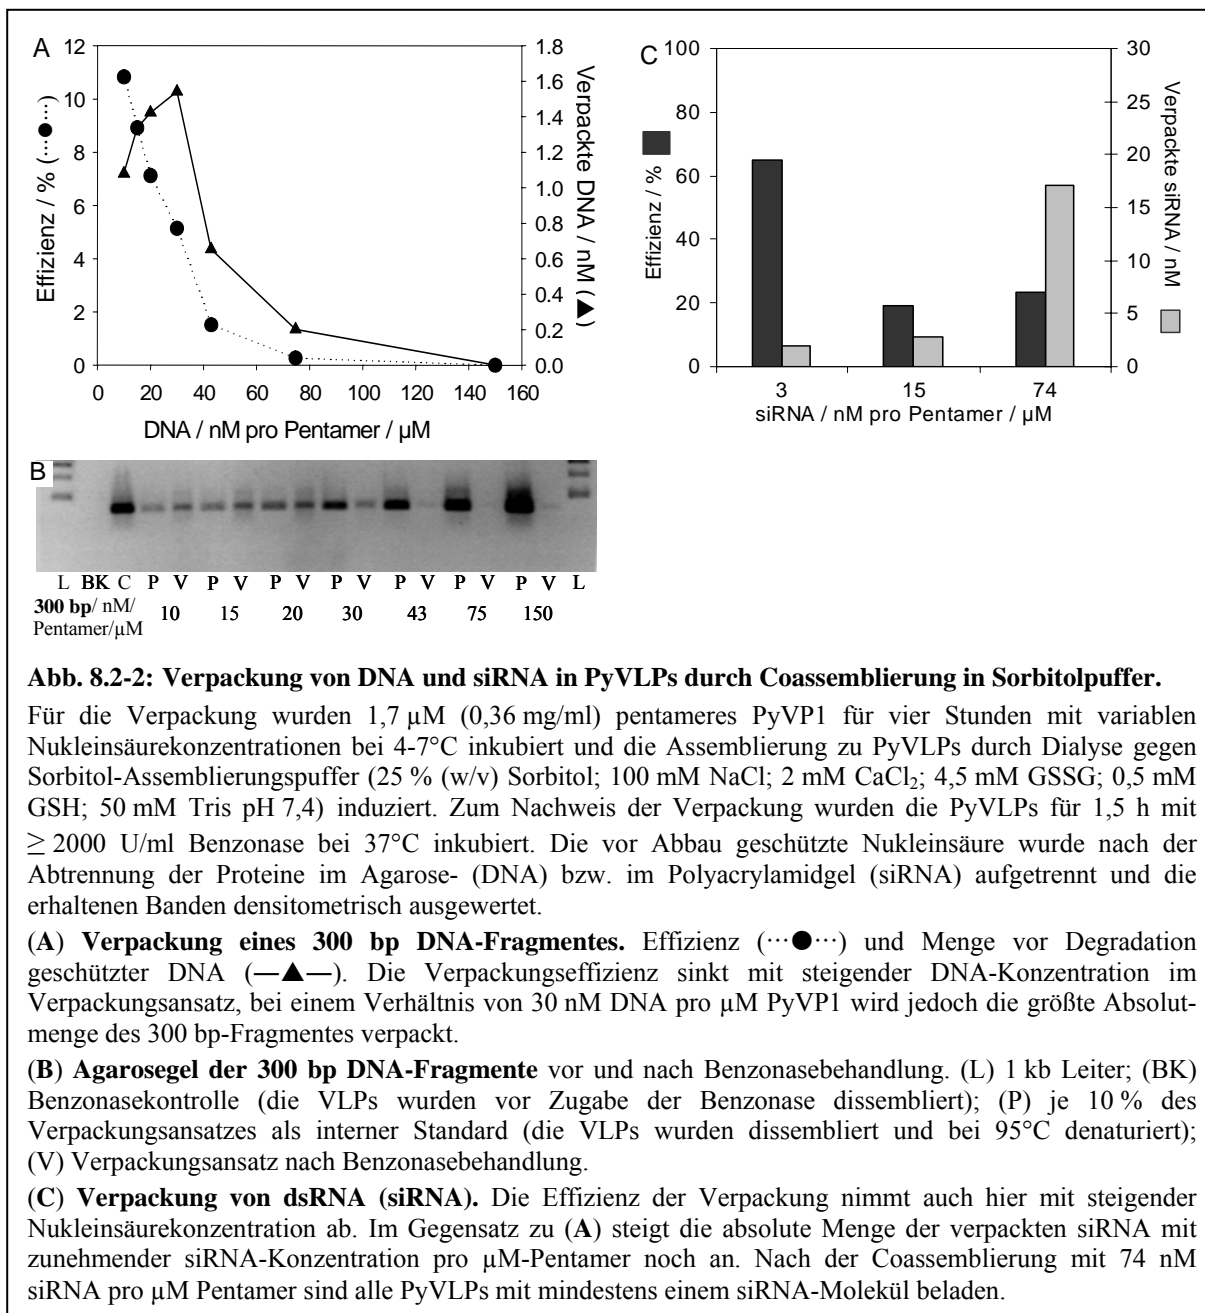 A
12
10
8
6
4
2
0
Effizienz / % (···●···)
1.8
1.6
1.4
1.2
1.0
0.8
0.6
0.4
0.2
0.0
Verpackte DNA / nM (▲)
0 20 40 60 80 100 120 140 160
DNA / nM pro Pentamer / µM
C
100
80
60
40
20
0
Effizienz / %
30
25
20
15
10
5
0
Verpackte siRNA / nM
3 15 74
siRNA / nM pro Pentamer / µM
B
L BK C P V P V P V P V P V P V P V L
300 bp/ nM/
Pentamer/µM
10 15 20 30 43 75 150
Abb. 8.2-2: Verpackung von DNA und siRNA in PyVLPs durch Coassemblierung in Sorbitolpuffer.
Für die Verpackung wurden 1,7 µM (0,36 mg/ml) pentameres PyVP1 für vier Stunden mit variablen
Nukleinsäurekonzentrationen bei 4-7°C inkubiert und die Assemblierung zu PyVLPs durch Dialyse gegen
Sorbitol-Assemblierungspuffer (25 % (w/v) Sorbitol; 100 mM NaCl; 2 mM CaCl₂; 4,5 mM GSSG; 0,5 mM
GSH; 50 mM Tris pH 7,4) induziert. Zum Nachweis der Verpackung wurden die PyVLPs für 1,5 h mit
≥ 2000 U/ml Benzonase bei 37°C inkubiert. Die vor Abbau geschützte Nukleinsäure wurde nach der
Abtrennung der Proteine im Agarose- (DNA) bzw. im Polyacrylamidgel (siRNA) aufgetrennt und die
erhaltenen Banden densitometrisch ausgewertet.
(A) Verpackung eines 300 bp DNA-Fragmentes. Effizienz (···●···) und Menge vor Degradation
geschützter DNA (—▲—). Die Verpackungseffizienz sinkt mit steigender DNA-Konzentration im
Verpackungsansatz, bei einem Verhältnis von 30 nM DNA pro µM PyVP1 wird jedoch die größte Absolut-
menge des 300 bp-Fragmentes verpackt.
(B) Agarosegel der 300 bp DNA-Fragmente vor und nach Benzonasebehandlung. (L) 1 kb Leiter; (BK)
Benzonasekontrolle (die VLPs wurden vor Zugabe der Benzonase dissembliert); (P) je 10 % des
Verpackungsansatzes als interner Standard (die VLPs wurden dissembliert und bei 95°C denaturiert);
(V) Verpackungsansatz nach Benzonasebehandlung.
(C) Verpackung von dsRNA (siRNA). Die Effizienz der Verpackung nimmt auch hier mit steigender
Nukleinsäurekonzentration ab. Im Gegensatz zu (A) steigt die absolute Menge der verpackten siRNA mit
zunehmender siRNA-Konzentration pro µM-Pentamer noch an. Nach der Coassemblierung mit 74 nM
siRNA pro µM Pentamer sind alle PyVLPs mit mindestens einem siRNA-Molekül beladen.